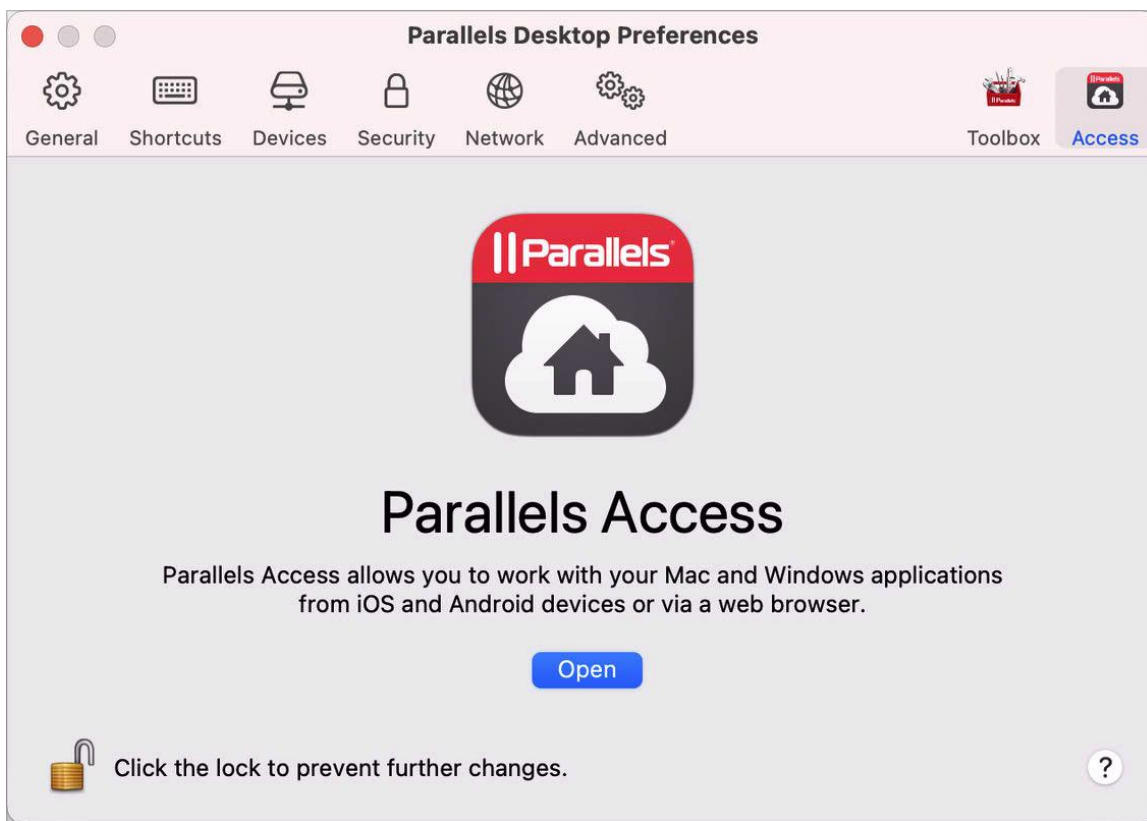 Parallels Desktop Preferences
General Shortcuts Devices Security Network Advanced Toolbox Access
Parallels
Parallels Access
Parallels Access allows you to work with your Mac and Windows applications
from iOS and Android devices or via a web browser.
Open
Click the lock to prevent further changes.
?